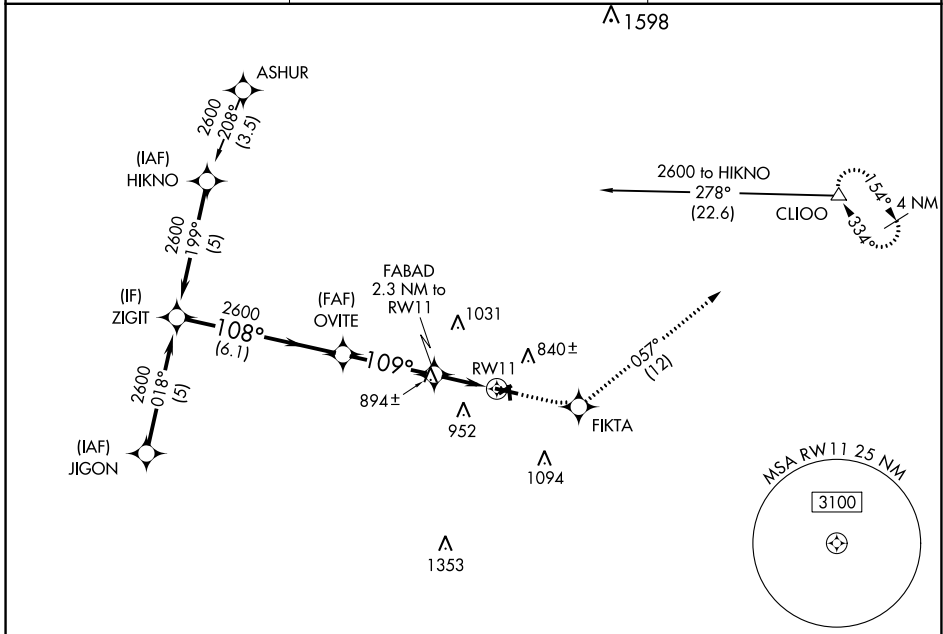 1598
ASHUR
2600
208°
(3.5)
(IAF)
HIKNO
2600 to HIKNO
278°
(22.6)
CLIOO
154°
4 NM
334°
2600
199°
(5)
(IF)
ZIGIT
2600
108°
(6.1)
(FAF)
OVITE
FABAD
2.3 NM to
RW11
1031
109°
RW11
840±
057°
(12)
894±
952
FIKTA
2600
018°
(5)
(IAF)
JIGON
1094
1353
MSA RW11 25 NM
3100